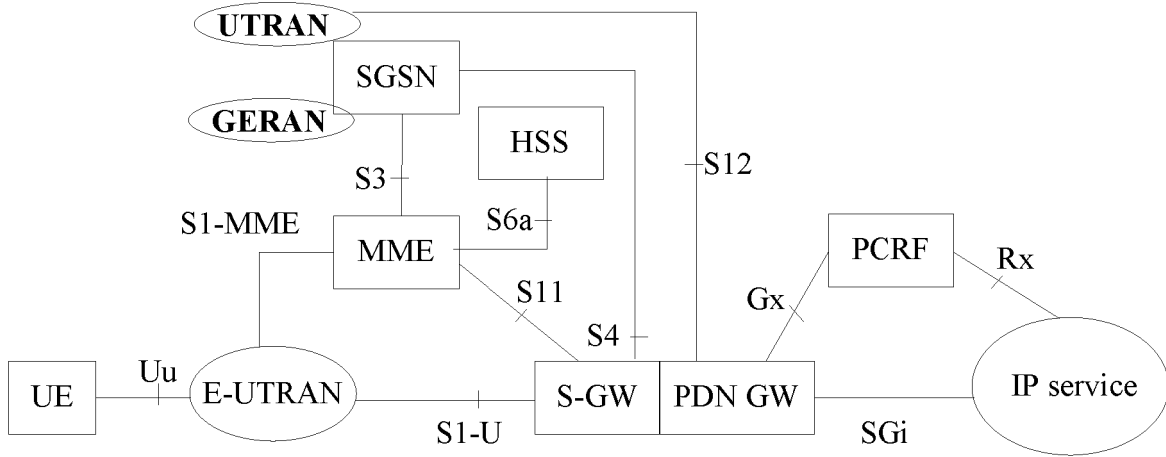 UTRAN
SGSN
GERAN
HSS
S3
S12
S1-MME
S6a
MME
PCRF
Rx
S11
Gx
S4
Uu
UE
E-UTRAN
S-GW
PDN GW
IP service
S1-U
SGi